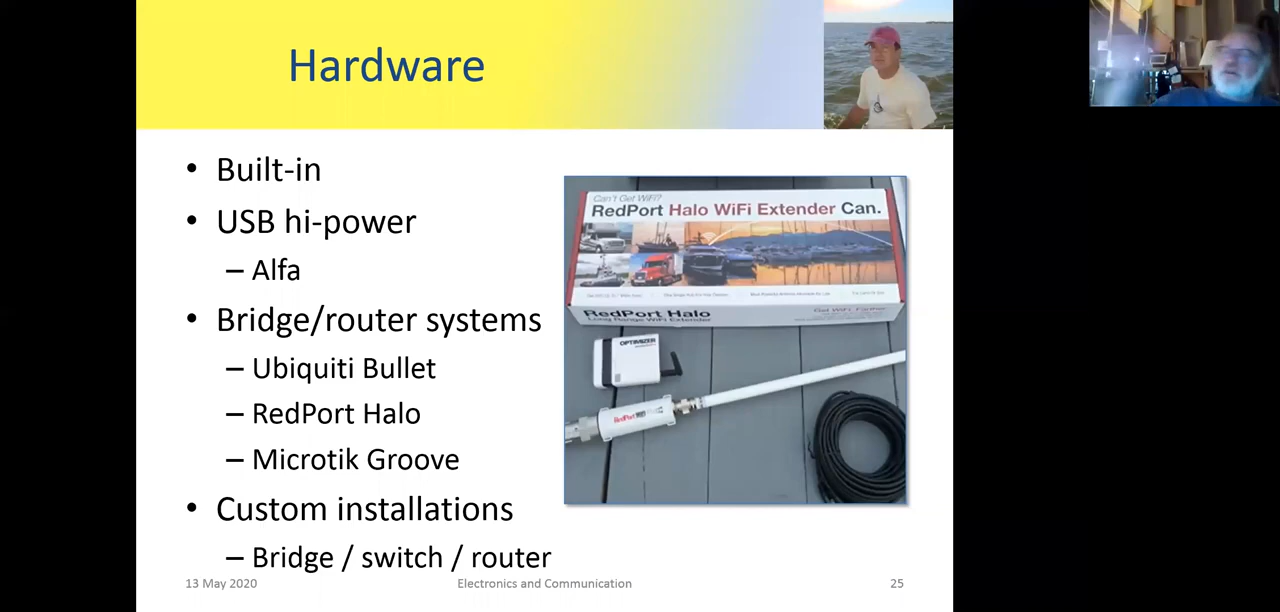 Hardware
• Built-in
• USB hi-power
– Alfa
• Bridge/router systems
– Ubiquiti Bullet
– RedPort Halo
– Microtik Groove
• Custom installations
– Bridge / switch / router
Can't Get WiFi?
RedPort Halo WiFi Extender Can.
RedPort Halo
Long Range WiFi Extender
OPTIMIZER
RedPort
13 May 2020
Electronics and Communication
25